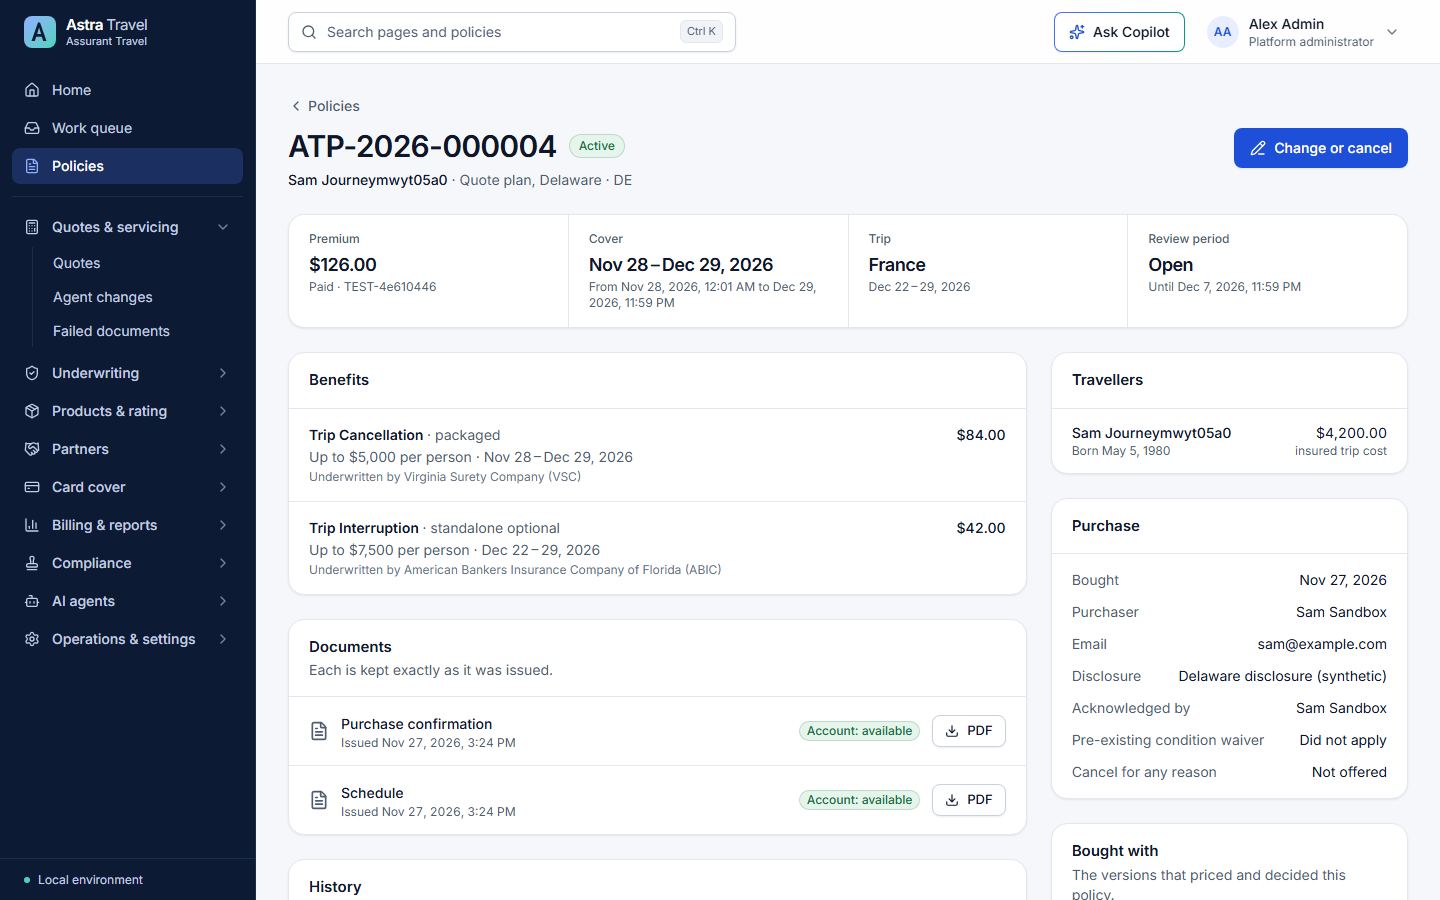 Astra Travel
Assurant Travel
Search pages and policies
Ctrl K
Ask Copilot
AA
Alex Admin
Platform administrator
Home
Work queue
Policies
Quotes & servicing
Quotes
Agent changes
Failed documents
Underwriting
Products & rating
Partners
Card cover
Billing & reports
Compliance
AI agents
Operations & settings
Local environment
Policies
ATP-2026-000004
Active
Change or cancel
Sam Journeymwyt05a0 · Quote plan, Delaware · DE
Premium
$126.00
Paid · TEST-4e610446
Cover
Nov 28 – Dec 29, 2026
From Nov 28, 2026, 12:01 AM to Dec 29,
2026, 11:59 PM
Trip
France
Dec 22 – 29, 2026
Review period
Open
Until Dec 7, 2026, 11:59 PM
Benefits
Trip Cancellation · packaged
$84.00
Up to $5,000 per person · Nov 28 – Dec 29, 2026
Underwritten by Virginia Surety Company (VSC)
Trip Interruption · standalone optional
$42.00
Up to $7,500 per person · Dec 22 – 29, 2026
Underwritten by American Bankers Insurance Company of Florida (ABIC)
Documents
Each is kept exactly as it was issued.
Purchase confirmation
Issued Nov 27, 2026, 3:24 PM
Account: available
PDF
Schedule
Issued Nov 27, 2026, 3:24 PM
Account: available
PDF
History
Travellers
Sam Journeymwyt05a0
$4,200.00
Born May 5, 1980
insured trip cost
Purchase
Bought
Nov 27, 2026
Purchaser
Sam Sandbox
Email
sam@example.com
Disclosure
Delaware disclosure (synthetic)
Acknowledged by
Sam Sandbox
Pre-existing condition waiver
Did not apply
Cancel for any reason
Not offered
Bought with
The versions that priced and decided this
policy.